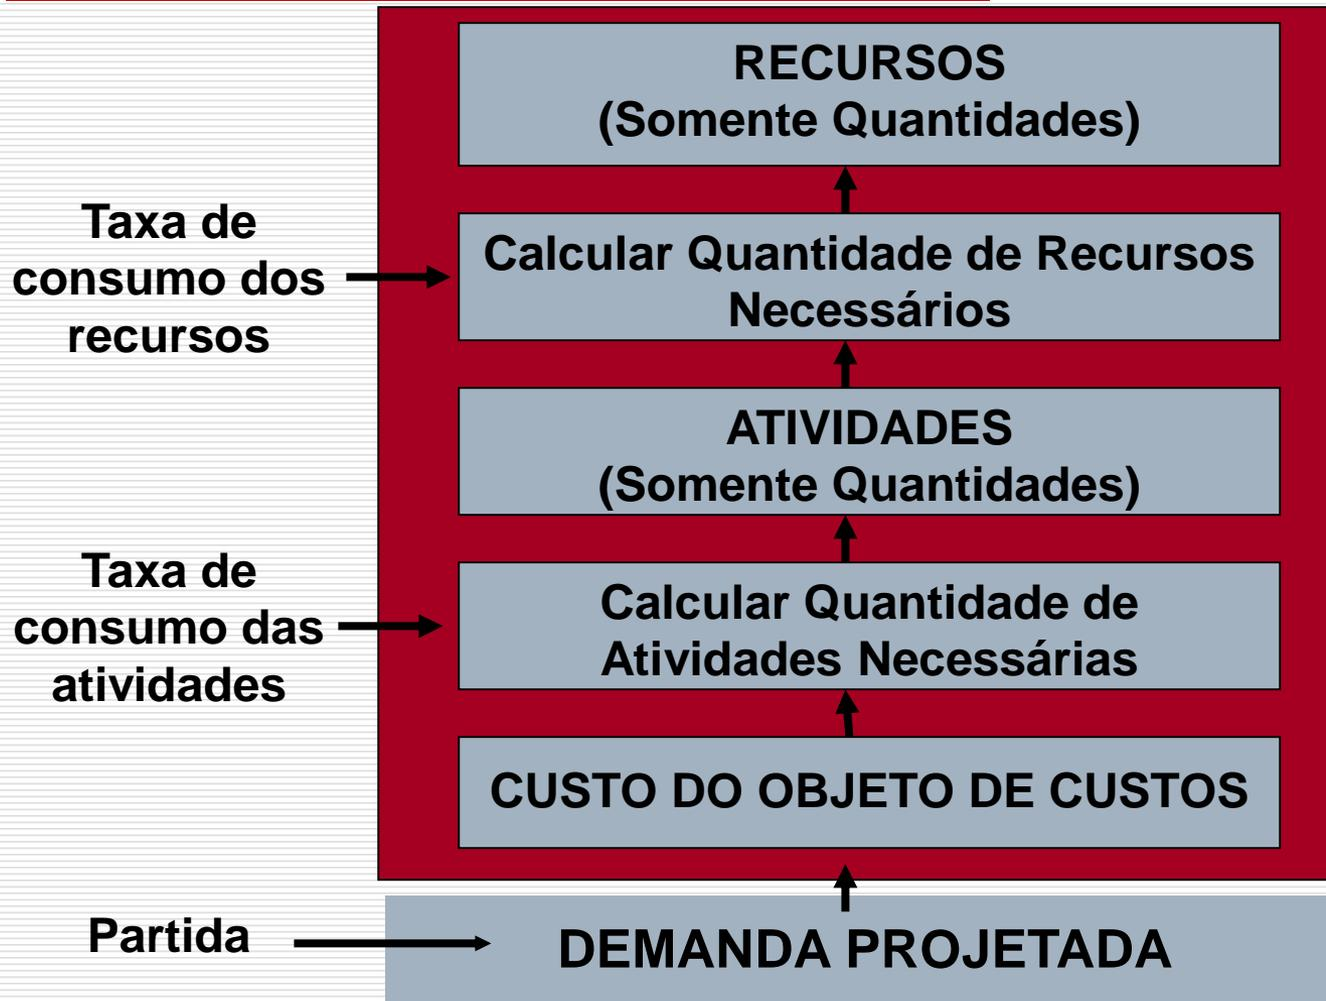 RECURSOS
(Somente Quantidades)
Taxa de
consumo dos
recursos
Calcular Quantidade de Recursos
Necessários
ATIVIDADES
(Somente Quantidades)
Taxa de
consumo das
atividades
Calcular Quantidade de
Atividades Necessárias
CUSTO DO OBJETO DE CUSTOS
Partida
DEMANDA PROJETADA